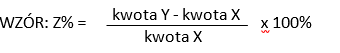 kwota Y - kwota X
WZÓR: Z% = x 100%
kwota X